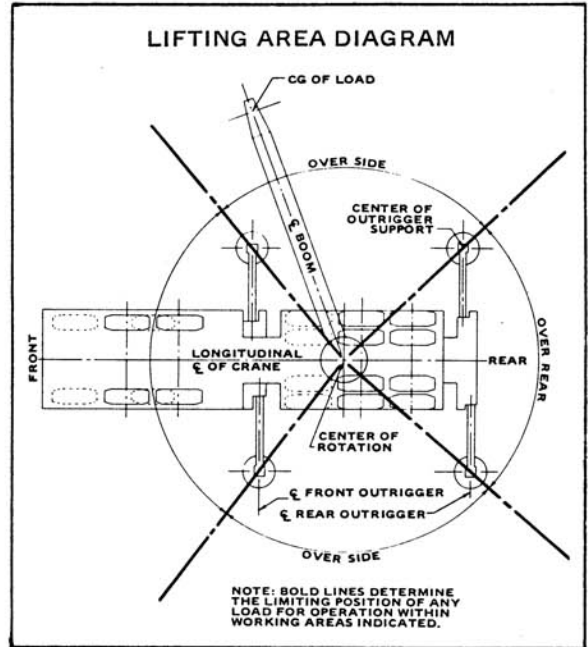 LIFTING AREA DIAGRAM
CG OF LOAD
OVER SIDE
CENTER OF
OUTRIGGER
SUPPORT
℄ BOOM
FRONT
LONGITUDINAL
℄ OF CRANE
REAR
OVER REAR
CENTER OF
ROTATION
℄ FRONT OUTRIGGER
℄ REAR OUTRIGGER
OVER SIDE
NOTE: BOLD LINES DETERMINE
THE LIMITING POSITION OF ANY
LOAD FOR OPERATION WITHIN
WORKING AREAS INDICATED.